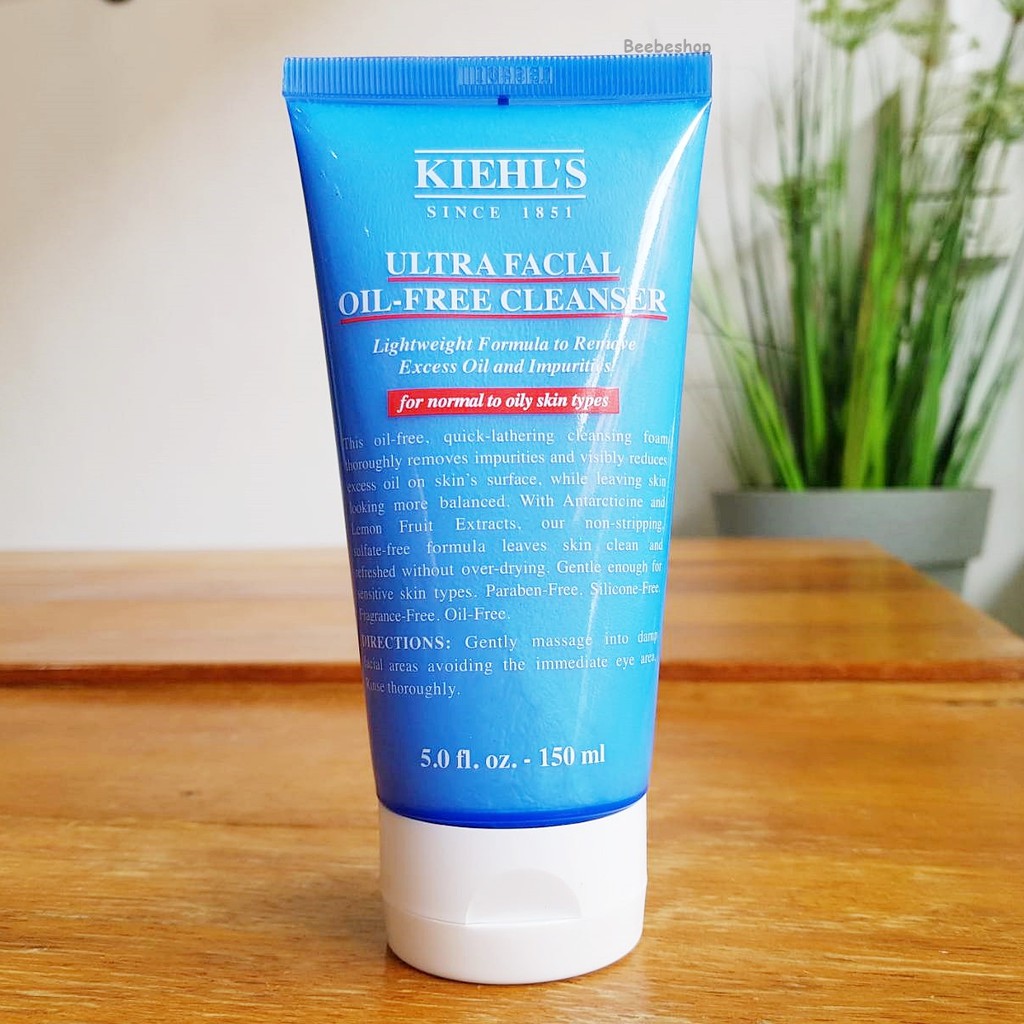 Beebeshop
KIEHL'S
SINCE 1851
ULTRA FACIAL
OIL-FREE CLEANSER
Lightweight Formula to Remove
Excess Oil and Impurities
for normal to oily skin types
This oil-free, quick-lathering cleansing foam
thoroughly removes impurities and visibly reduces
excess oil on skin's surface, while leaving skin
looking more balanced. With Antarcticine and
Lemon Fruit Extracts, our non-stripping,
sulfate-free formula leaves skin clean and
refreshed without over-drying. Gentle enough for
sensitive skin types. Paraben-Free. Silicone-Free.
Fragrance-Free. Oil-Free.
DIRECTIONS: Gently massage into damp
facial areas avoiding the immediate eye area.
Rinse thoroughly.
5.0 fl. oz. - 150 ml